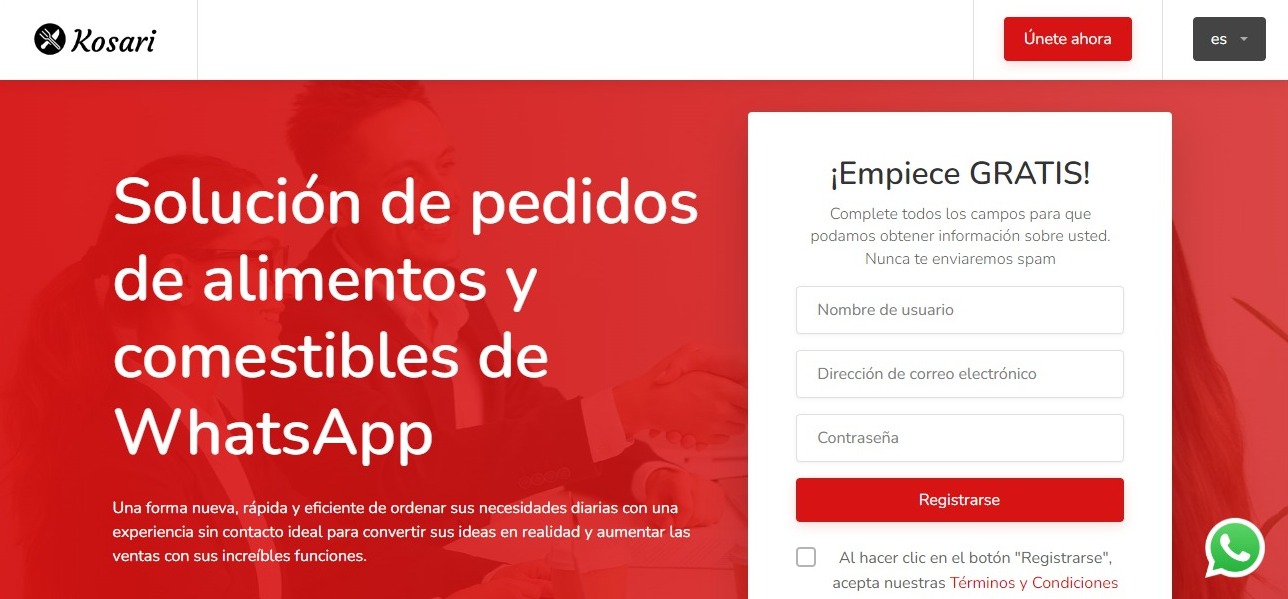 Kosari
Únete ahora
es
Solución de pedidos
de alimentos y
comestibles de
WhatsApp
Una forma nueva, rápida y eficiente de ordenar sus necesidades diarias con una
experiencia sin contacto ideal para convertir sus ideas en realidad y aumentar las
ventas con sus increíbles funciones.
¡Empiece GRATIS!
Complete todos los campos para que
podamos obtener información sobre usted.
Nunca te enviaremos spam
Nombre de usuario
Dirección de correo electrónico
Contraseña
Registrarse
Al hacer clic en el botón "Registrarse",
acepta nuestras Términos y Condiciones